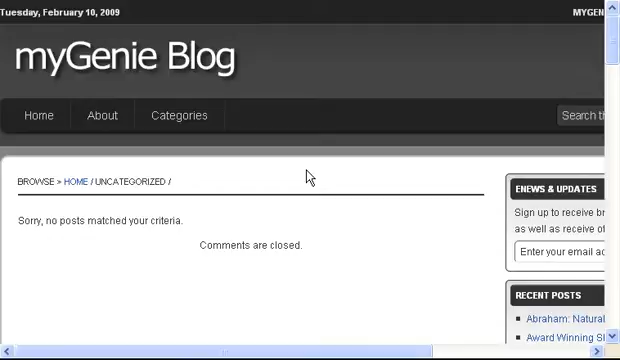 Tuesday, February 10, 2009
MYGEN
myGenie Blog
Home
About
Categories
Search th
BROWSE » HOME / UNCATEGORIZED /
Sorry, no posts matched your criteria.
Comments are closed.
ENEWS & UPDATES
Sign up to receive br
as well as receive of
Enter your email ad
RECENT POSTS
Abraham: Natural
Award Winning